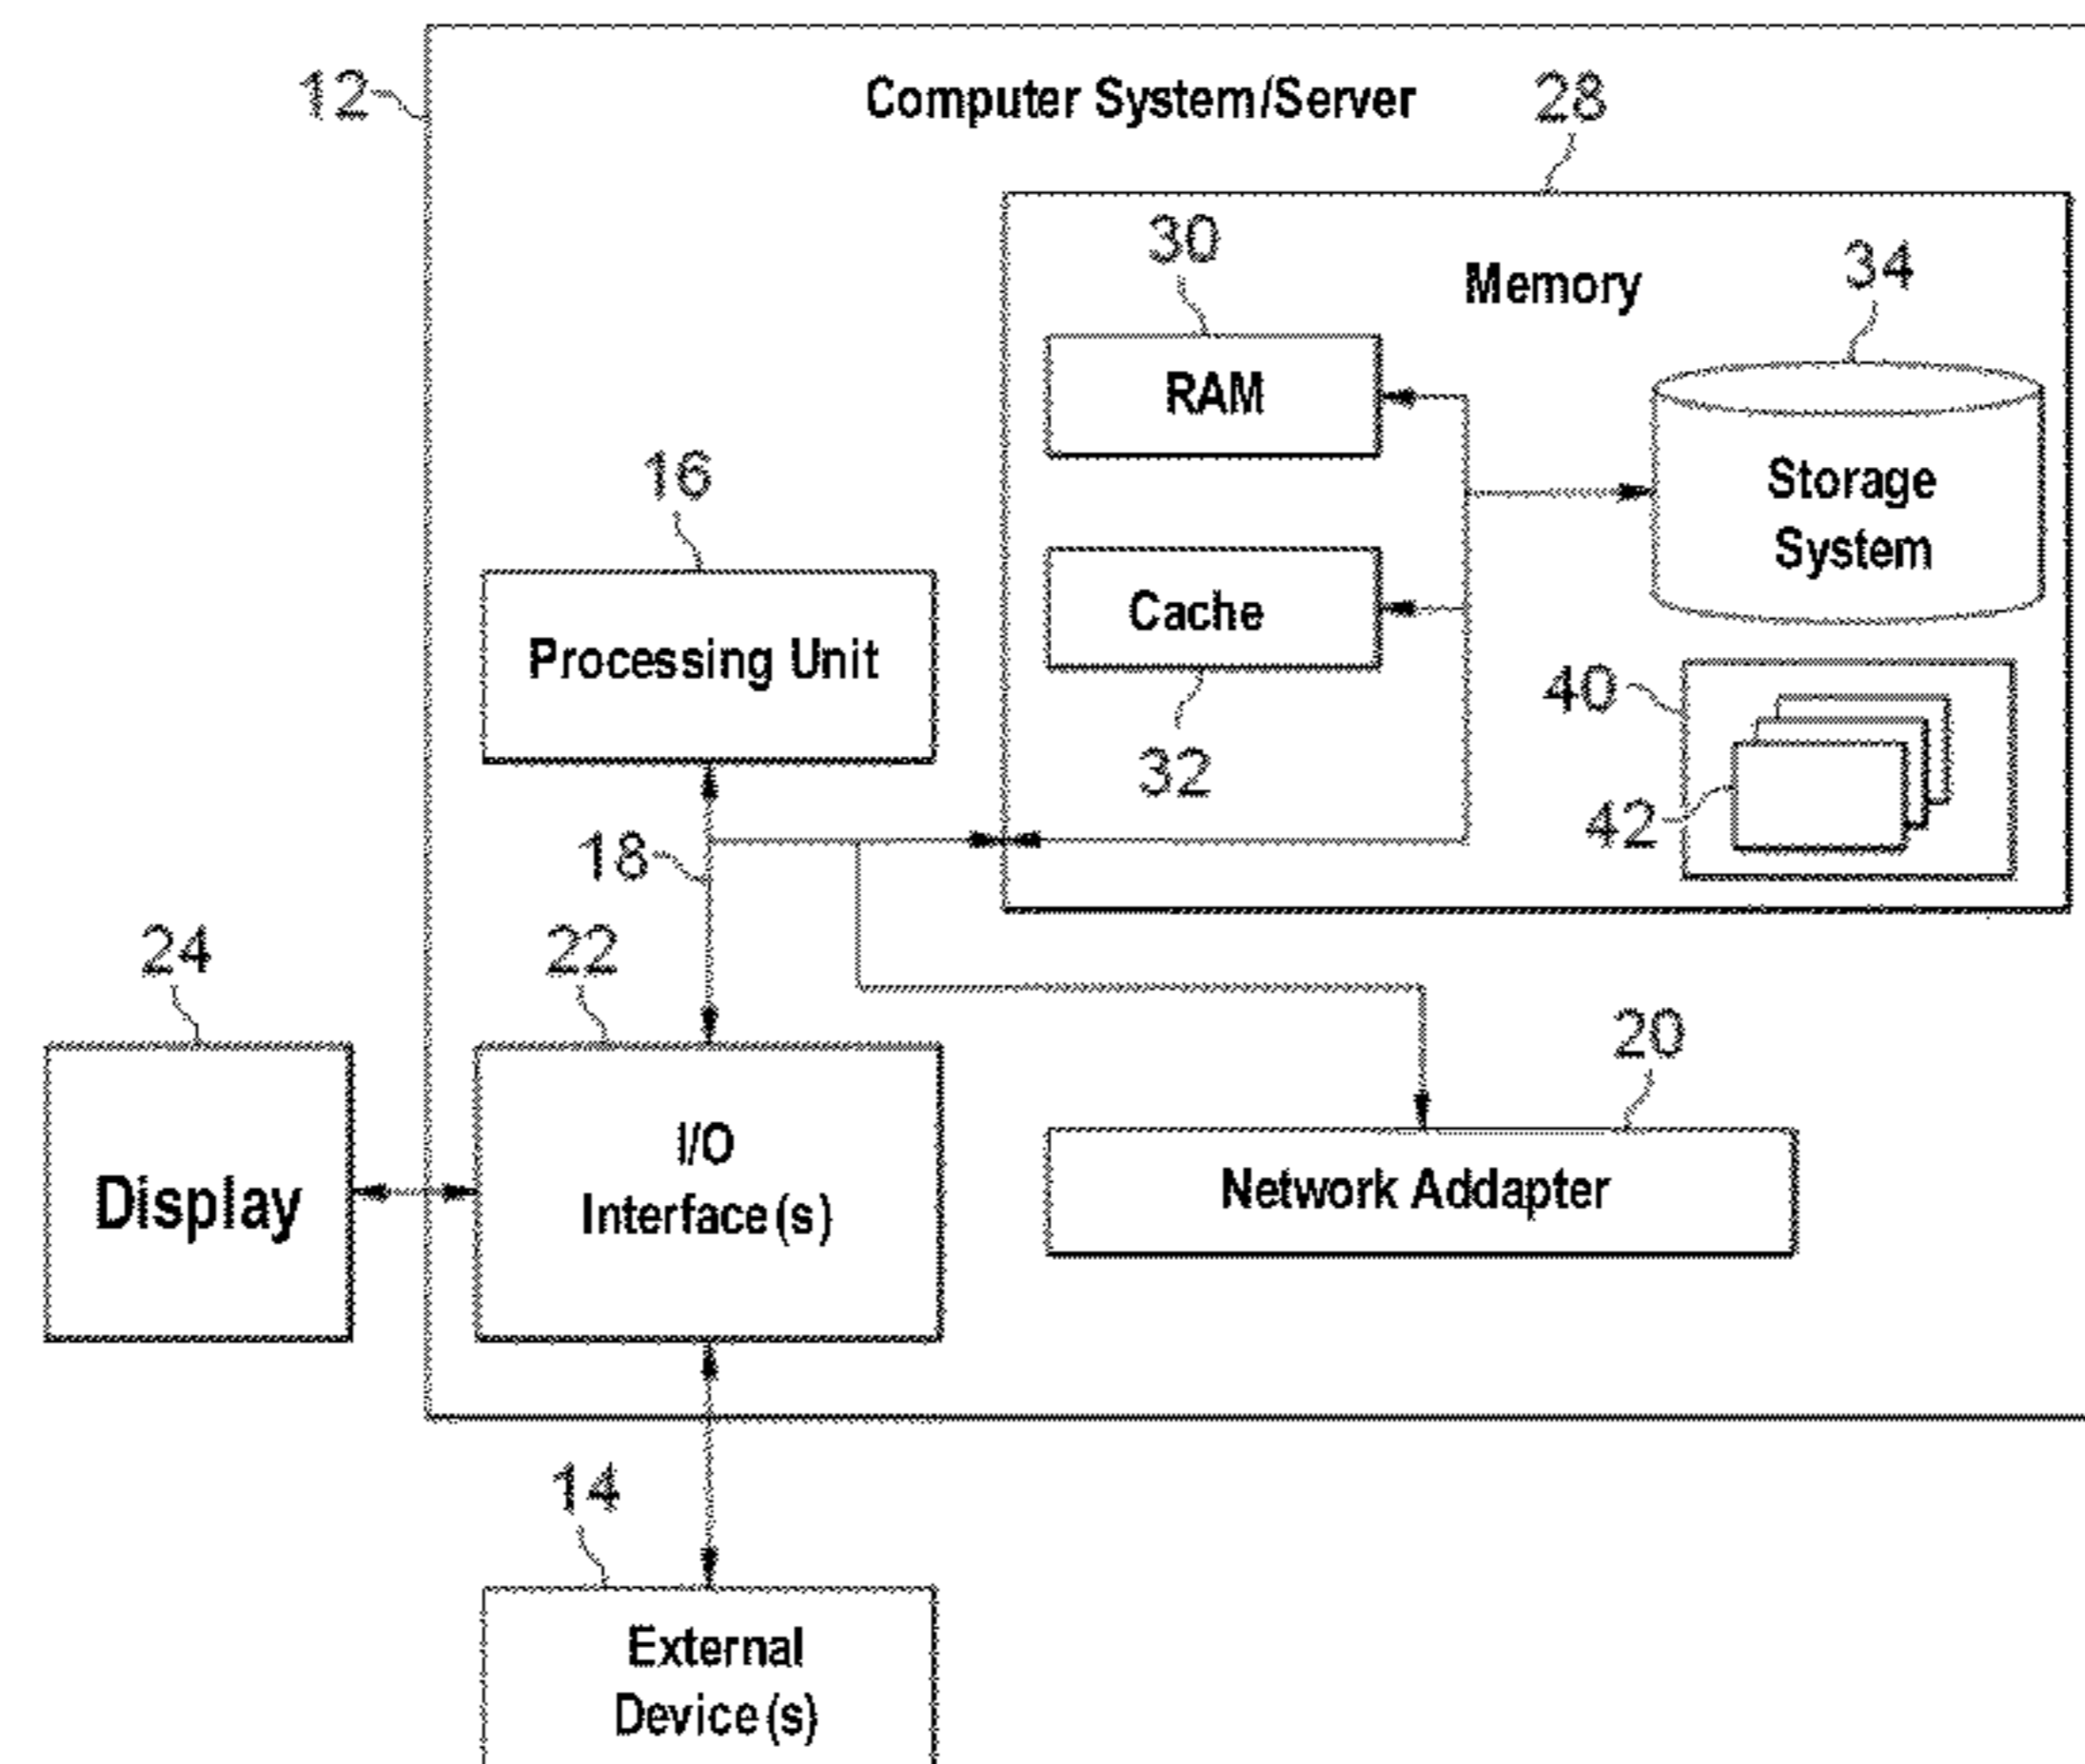 12
Computer System/Server
28
30
Memory
34
RAM
16
Storage
System
Processing Unit
Cache
40
32
42
18
24
22
20
Display
I/O
Interface(s)
Network Addapter
14
External
Device(s)